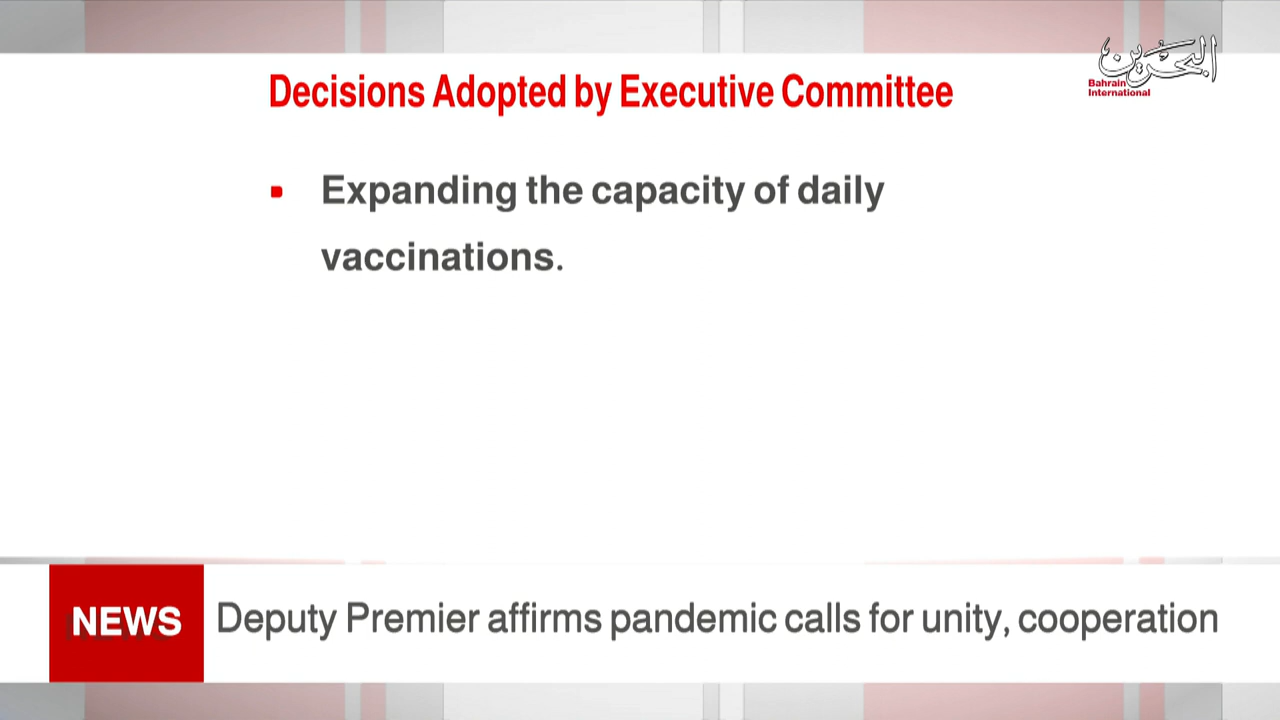 البحرين
Bahrain
International
Decisions Adopted by Executive Committee
Expanding the capacity of daily
vaccinations.
NEWS
Deputy Premier affirms pandemic calls for unity, cooperation